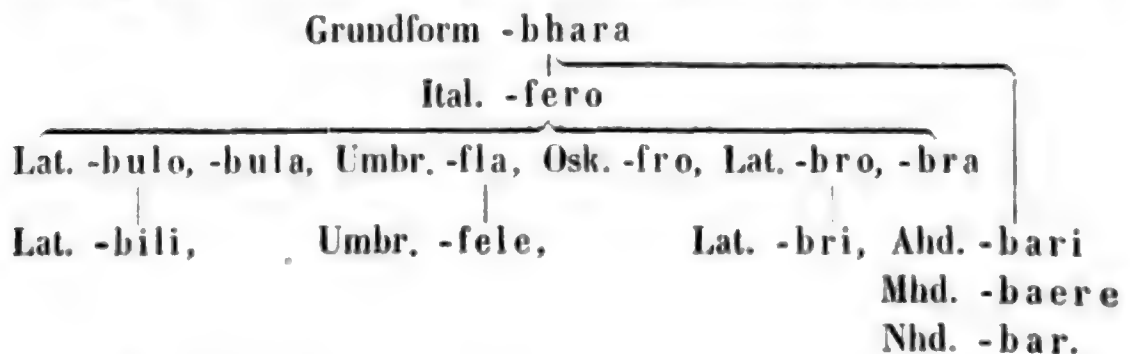 Grundform -bhara
Ital. -fero
Lat. -bulo, -bula, Umbr. -fla, Osk. -fro, Lat. -bro, -bra
Lat. -bili, Umbr. -fele, Lat. -bri, Ahd. -bari
Mhd. -baere
Nhd. -bar.